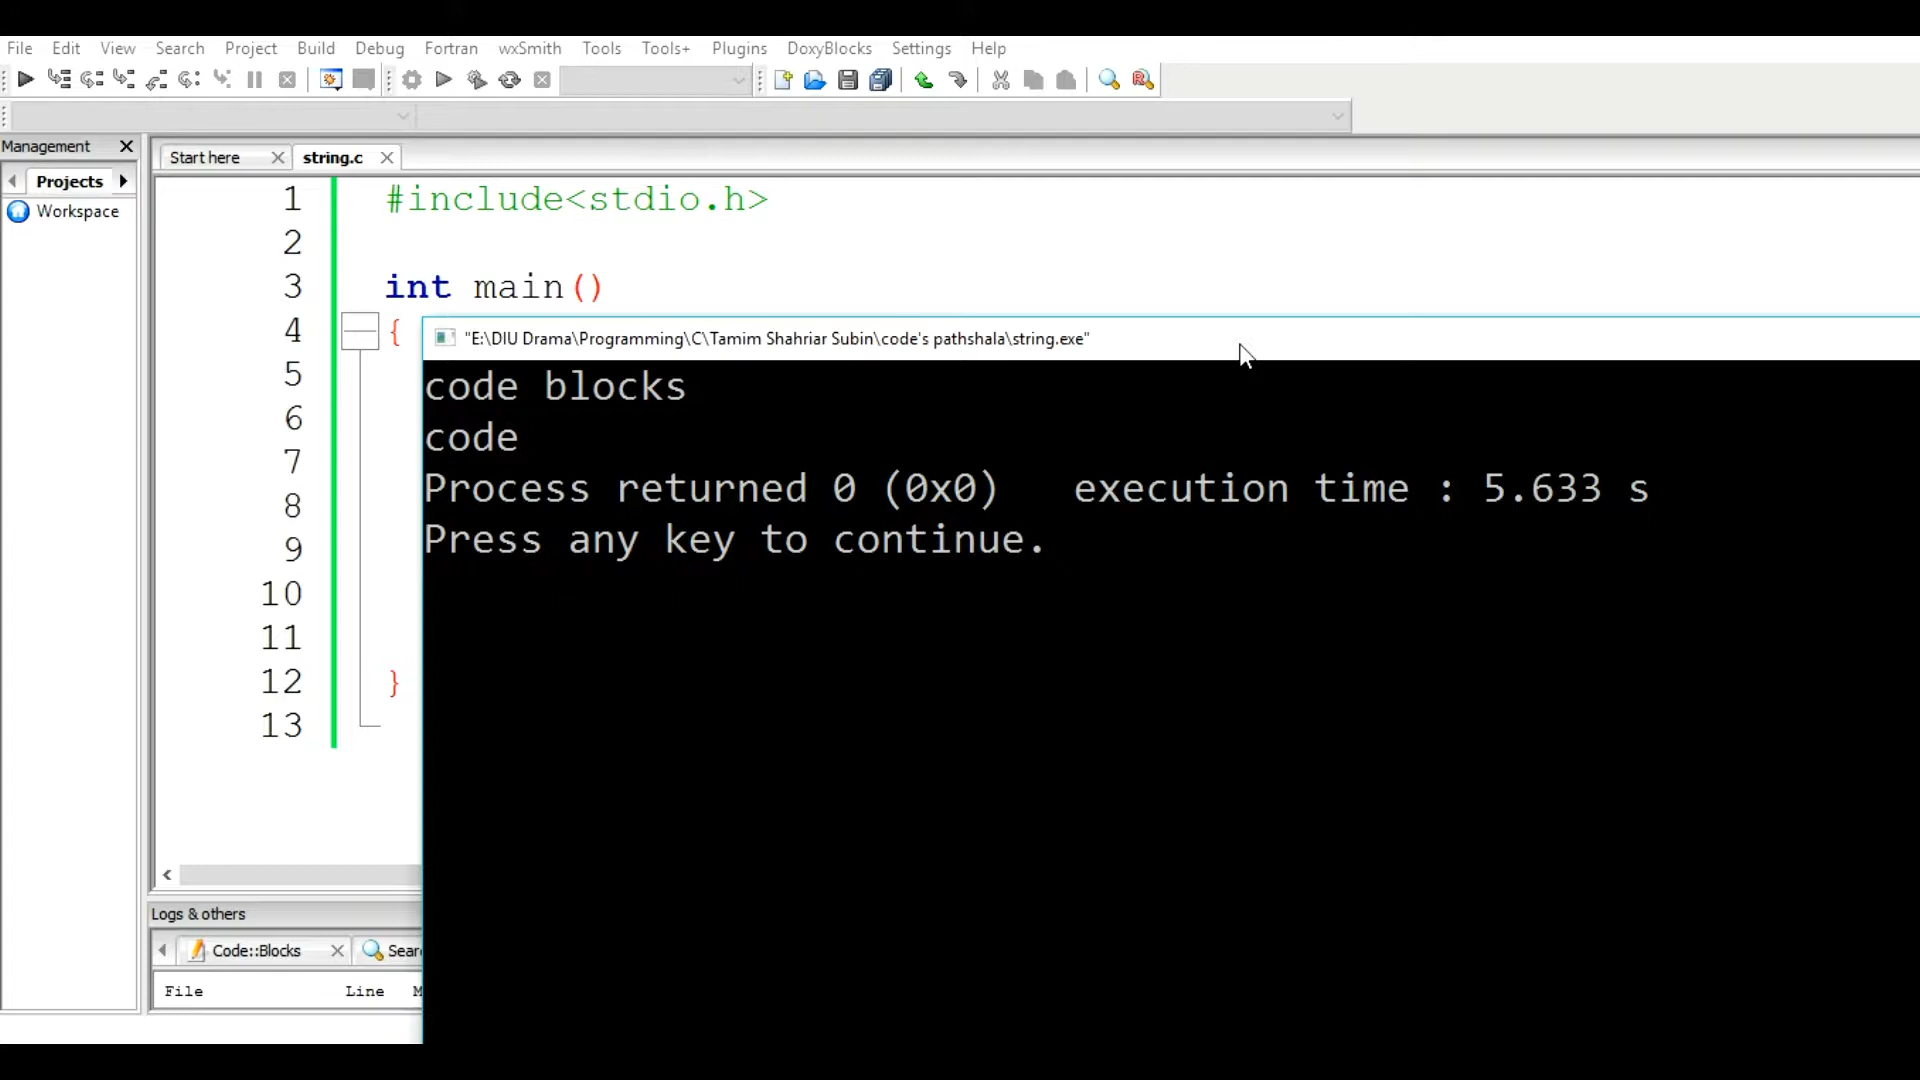 File Edit View Search Project Build Debug Fortran wxSmith Tools Tools+ Plugins DoxyBlocks Settings Help
Management
Start here string.c
Projects
Workspace
1 #include<stdio.h>
2
3 int main()
4 {
"E:\DIU Drama\Programming\C\Tamim Shahriar Subin\code's pathshala\string.exe"
5
6
7
8
9
10
11
12 }
13
code blocks
code
Process returned 0 (0x0)   execution time : 5.633 s
Press any key to continue.
Logs & others
Code::Blocks
File Line